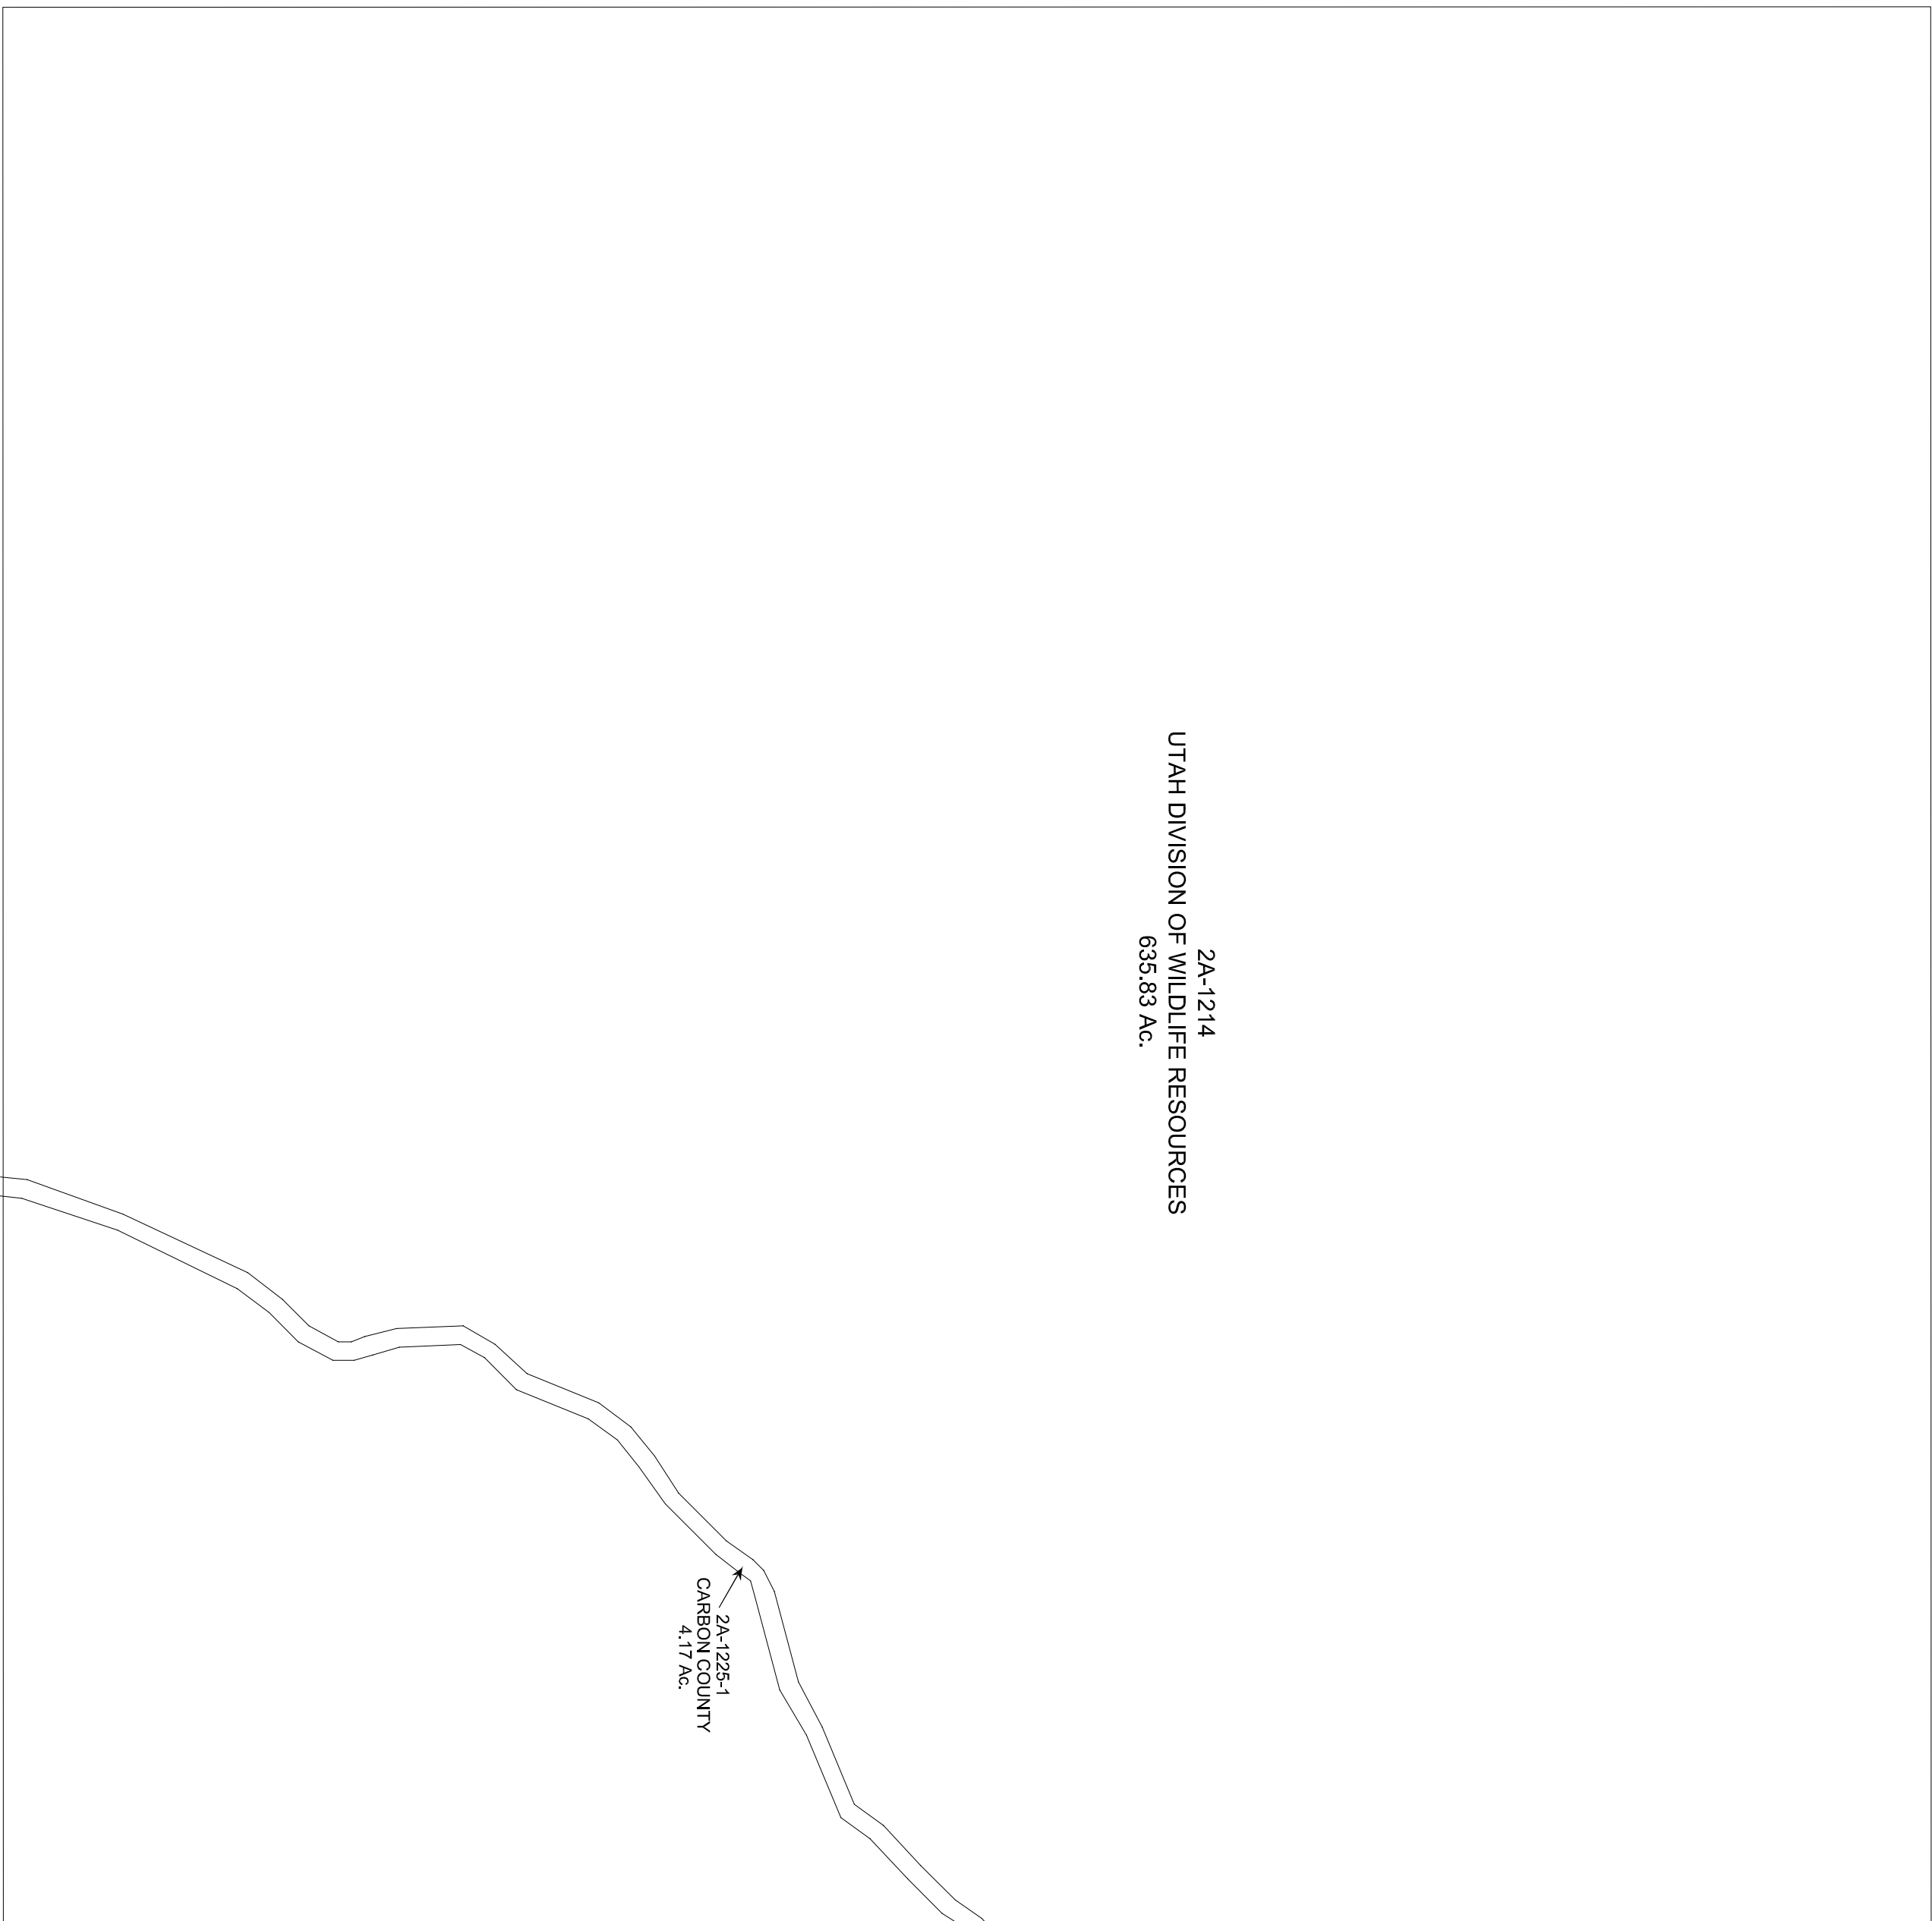 2A-1214
UTAH DIVISION OF WILDLIFE RESOURCES
635.83 Ac.
2A-1225-1
CARBON COUNTY
4.17 Ac.